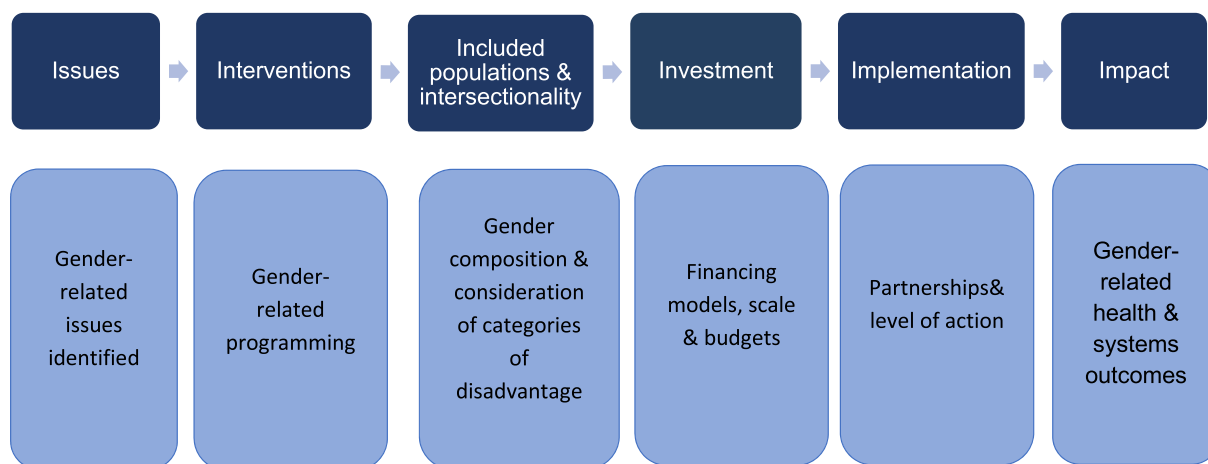 Issues
Interventions
Included
populations &
intersectionality
Investment
Implementation
Impact
Gender-
related
issues
identified
Gender-
related
programming
Gender
composition &
consideration
of categories
of
disadvantage
Financing
models, scale
& budgets
Partnerships&
level of action
Gender-
related
health &
systems
outcomes